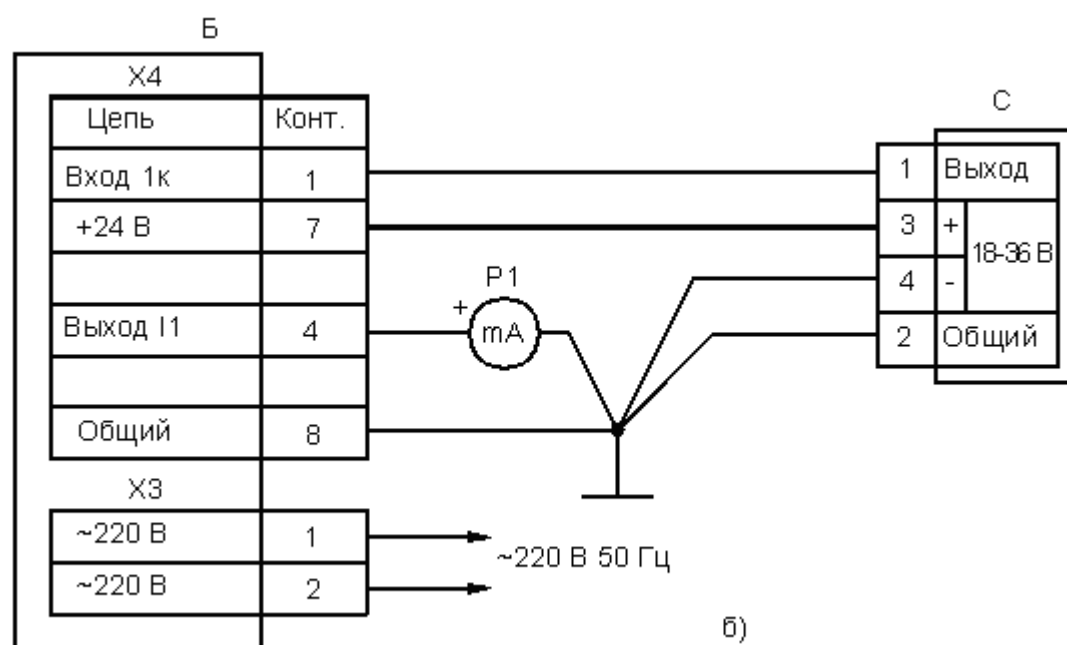 Б
X4
Цепь Конт.
Вход 1к 1
+24 В 7
Выход I1 4
Общий 8
X3
~220 В 1
~220 В 2
~220 В 50 Гц
P1
+
mA
С
1 Выход
3 +
18-36 В
4 -
2 Общий
б)